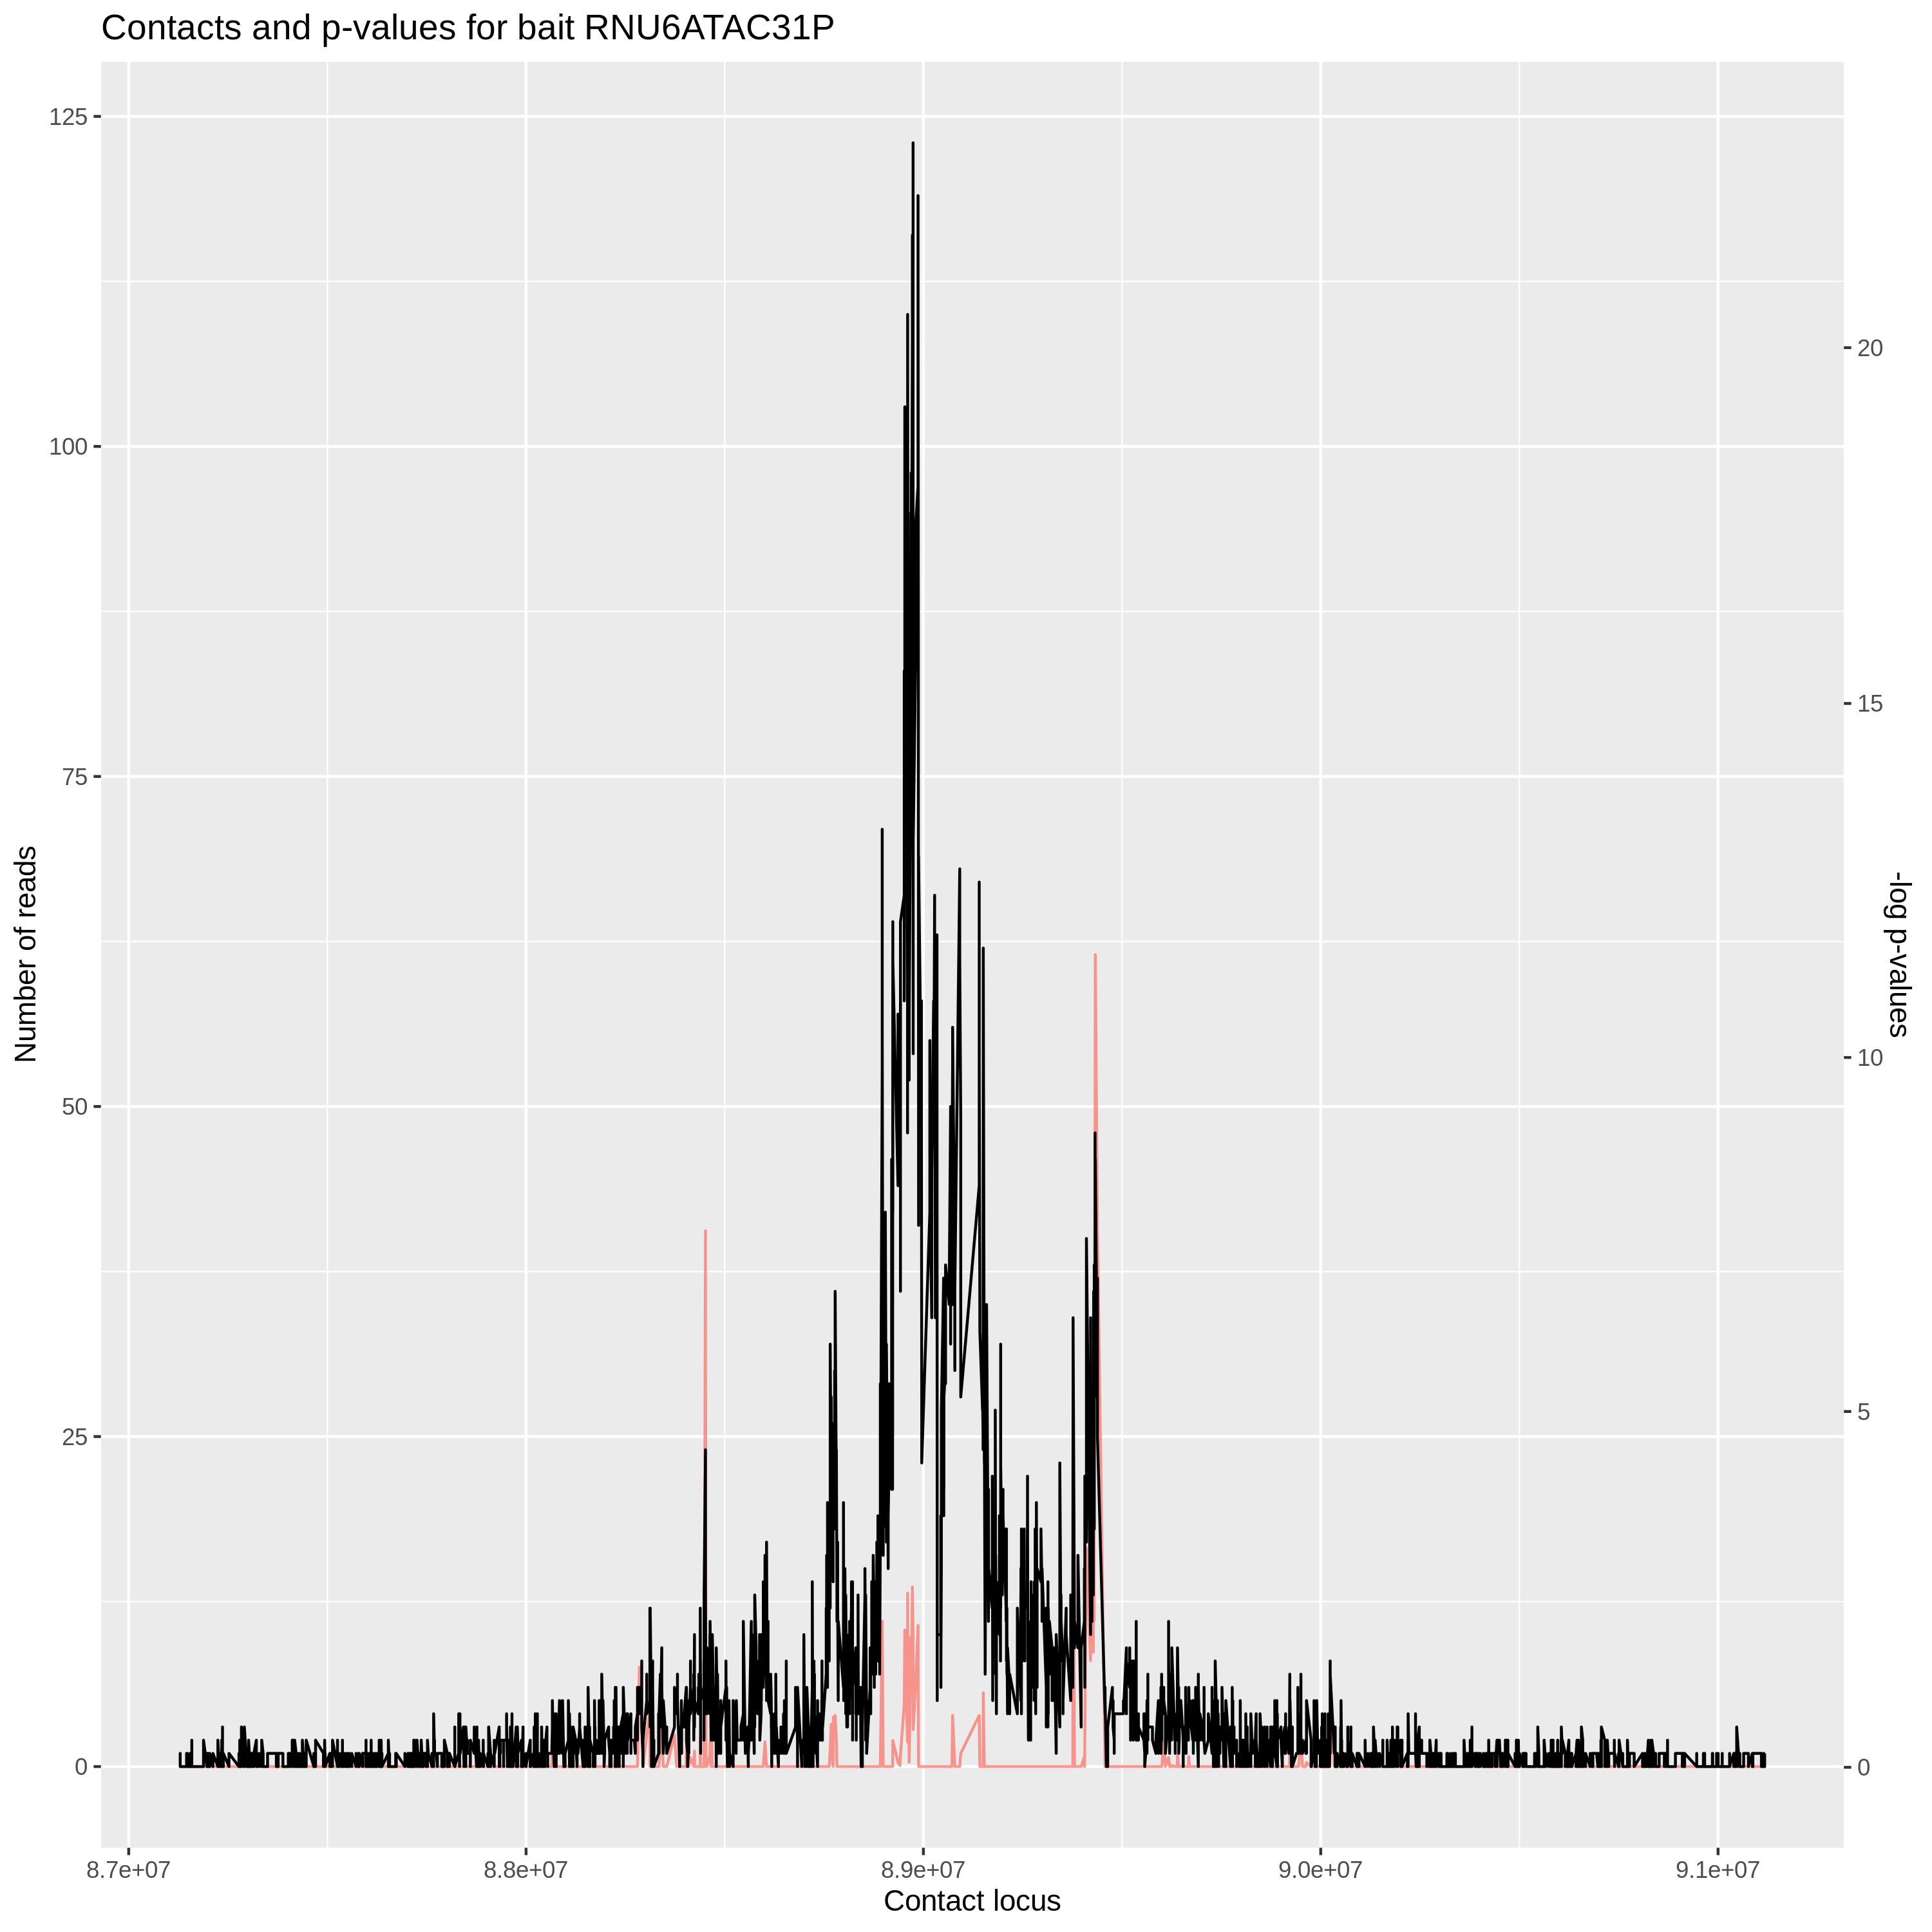 Contacts and p-values for bait RNU6ATAC31P
125
100
75
50
25
0
Number of reads
20
15
10
5
0
-log p-values
8.7e+07
8.8e+07
8.9e+07
9.0e+07
9.1e+07
Contact locus